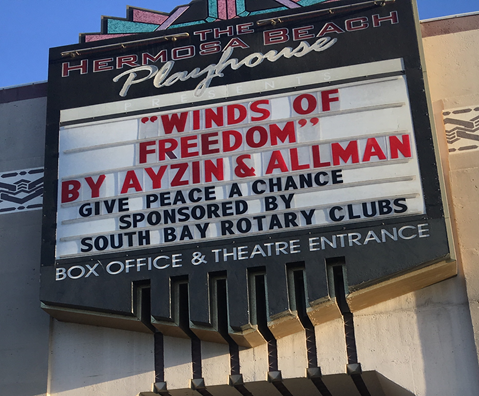 THE
HERMOSA BEACH
Playhouse
PRESENTS
"WINDS OF
FREEDOM"
BY AYZIN & ALLMAN
GIVE PEACE A CHANCE
SPONSORED BY
SOUTH BAY ROTARY CLUBS
BOX OFFICE & THEATRE ENTRANCE